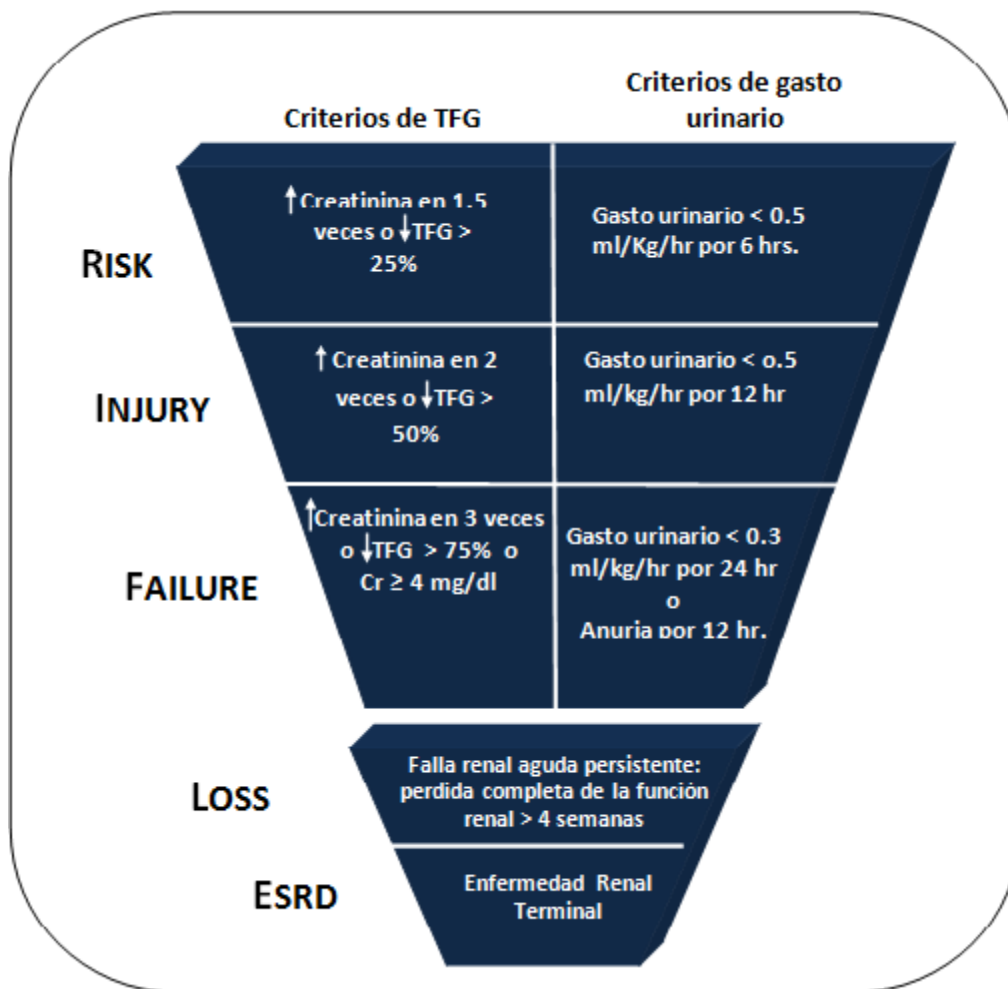 Criterios de TFG
Criterios de gasto
urinario
RISK
↑Creatinina en 1.5
veces o ↓TFG >
25%
Gasto urinario < 0.5
ml/Kg/hr por 6 hrs.
INJURY
↑ Creatinina en 2
veces o ↓TFG >
50%
Gasto urinario < o.5
ml/kg/hr por 12 hr
FAILURE
↑Creatinina en 3 veces
o ↓TFG > 75% o
Cr ≥ 4 mg/dl
Gasto urinario < 0.3
ml/kg/hr por 24 hr
o
Anuria por 12 hr.
LOSS
Falla renal aguda persistente:
perdida completa de la función
renal > 4 semanas
ESRD
Enfermedad Renal
Terminal